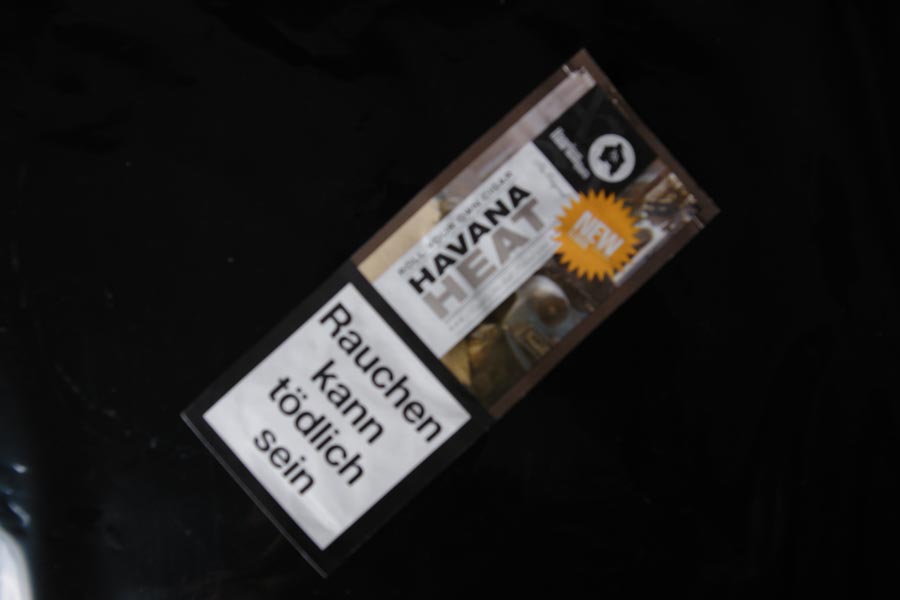 ROLL YOUR OWN CIGAR
HAVANA
HEAT
NEW
Rauchen
kann
tödlich
sein